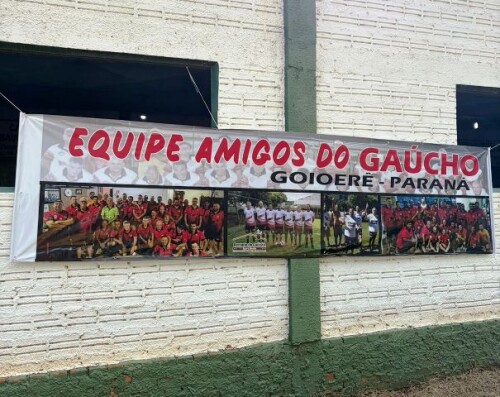 EQUIPE AMIGOS DO GAÚCHO
GOIOERÊ - PARANÁ